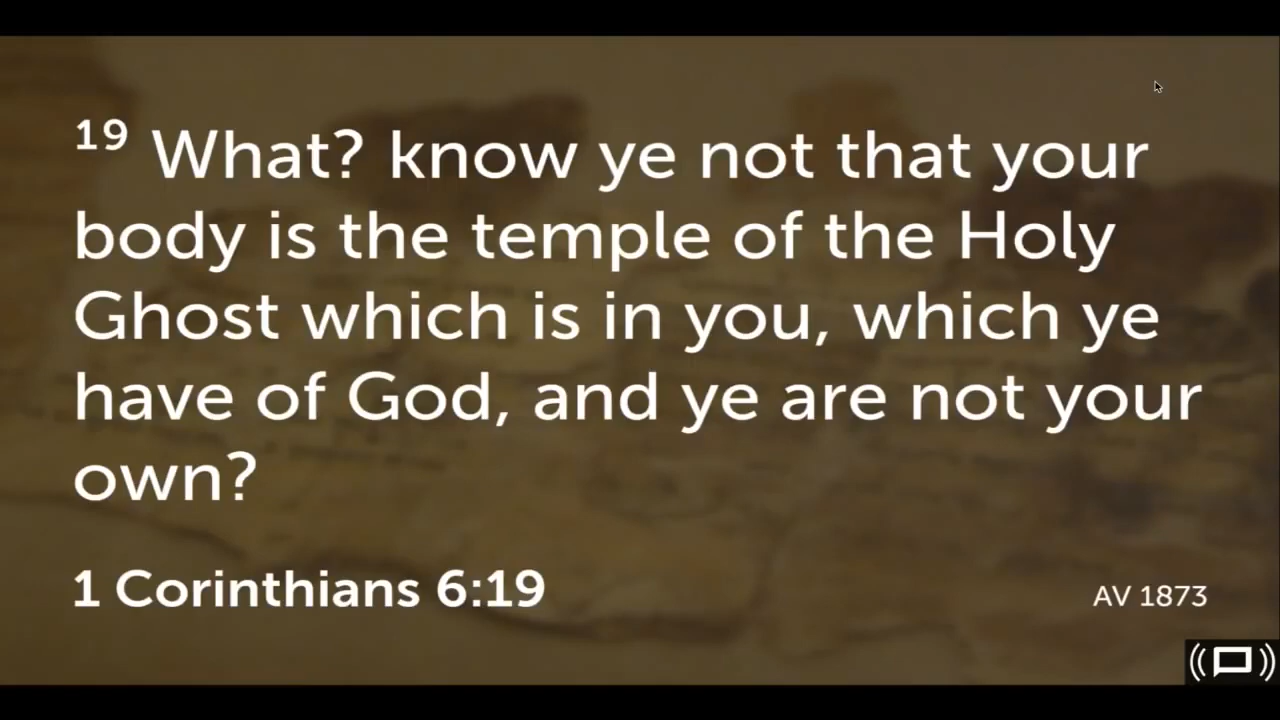 19 What? know ye not that your
body is the temple of the Holy
Ghost which is in you, which ye
have of God, and ye are not your
own?
1 Corinthians 6:19
AV 1873